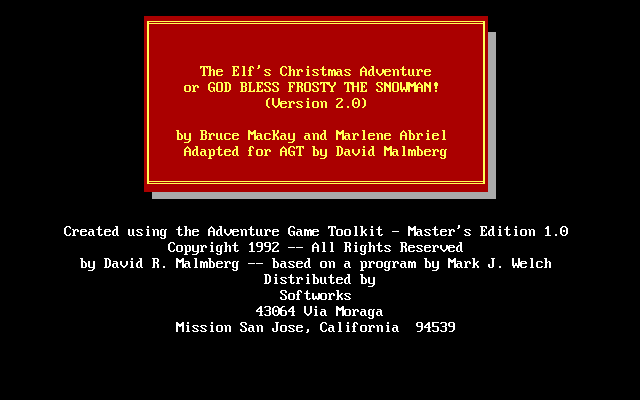 The Elf's Christmas Adventure
or GOD BLESS FROSTY THE SNOWMAN!
(Version 2.0)
by Bruce MacKay and Marlene Abriel
Adapted for AGT by David Malmberg
Created using the Adventure Game Toolkit - Master's Edition 1.0
Copyright 1992 -- All Rights Reserved
by David R. Malmberg -- based on a program by Mark J. Welch
Distributed by
Softworks
43064 Via Moraga
Mission San Jose, California  94539